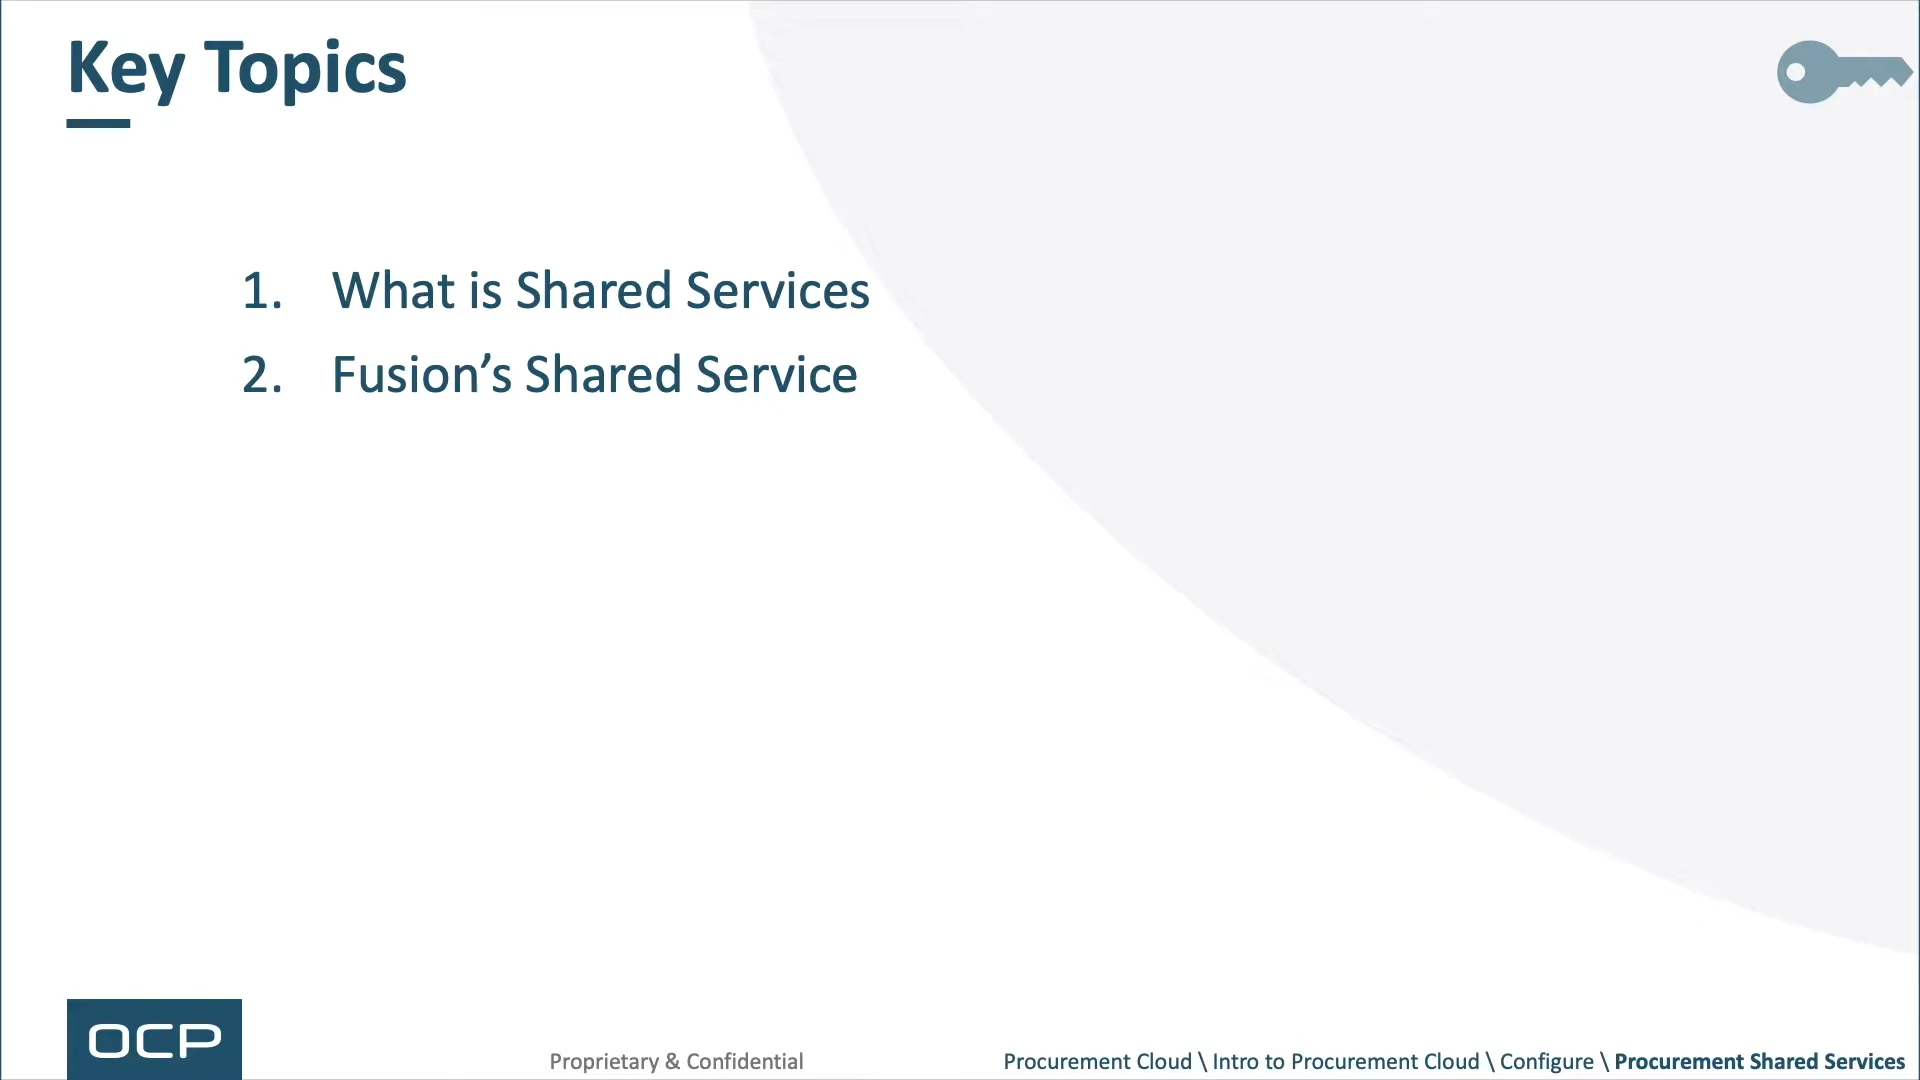 Key Topics
1. What is Shared Services
2. Fusion’s Shared Service
OCP
Proprietary & Confidential
Procurement Cloud \ Intro to Procurement Cloud \ Configure \ Procurement Shared Services